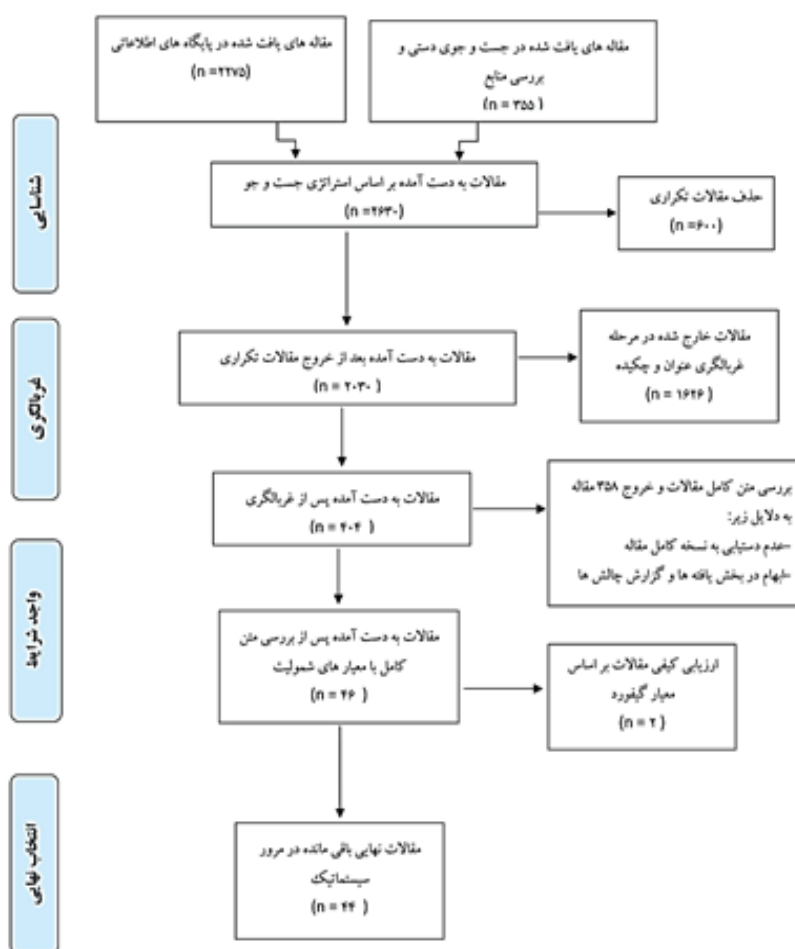 مقاله های یافت شده در پایگاه های اطلاعاتی
(n =۲۲۷۵)
مقاله های یافت شده در جست و جوی دستی و
بررسی منابع
(n = ۳۵۵ )
شناسایی
مقالات به دست آمده بر اساس استراتژی جست و جو
(n =۲۶۳۰)
حذف مقالات تکراری
(n =۶۰۰)
غربالگری
مقالات به دست آمده بعد از خروج مقالات تکراری
(n = ۲۰۳۰ )
مقالات خارج شده در مرحله
غربالگری عنوان و چکیده
(n = ۱۶۲۶ )
مقالات به دست آمده پس از غربالگری
(n = ۴۰۴ )
بررسی متن کامل مقالات و خروج ۳۵۸ مقاله
به دلایل زیر:
-عدم دستیابی به نسخه کامل مقاله
-ابهام در بخش یافته ها و گزارش چالش ها
واجد شرایط
مقالات به دست آمده پس از بررسی متن
کامل با معیار های شمولیت
(n = ۴۶ )
ارزیابی کیفی مقالات بر اساس
معیار گیفورد
(n = ۲ )
انتخاب نهایی
مقالات نهایی باقی مانده در مرور
سیستماتیک
(n = ۴۴ )